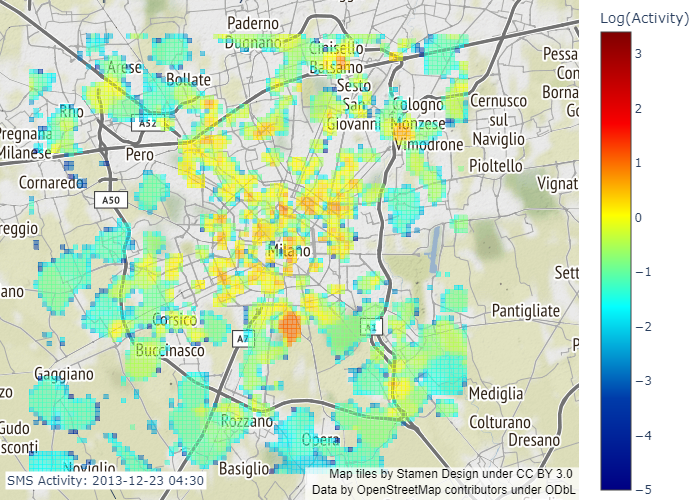 Paderno
Dugnano
Cinisello
Balsamo
Sesto
San
Giovanni
Arese
Bollate
Rho
A52
Pregnana
Milanese
Pero
Cologno
Monzese
Vimodrone
Cernusco
sul
Naviglio
Pioltello
Pessa
Con
Borna
Go
Cornaredo
A50
Vignat
reggio
Milano
Sett
ano
Pantigliate
Corsico
A7
A1
Buccinasco
P
Gaggiano
zo
Mediglia
Rozzano
Colturano
Gudo
sconti
Opera
Dresano
Noviglio
Basiglio
SMS Activity: 2013-12-23 04:30
Map tiles by Stamen Design under CC BY 3.0
Data by OpenStreetMap contributors under ODbL
Log(Activity)
3
2
1
0
−1
−2
−3
−4
−5